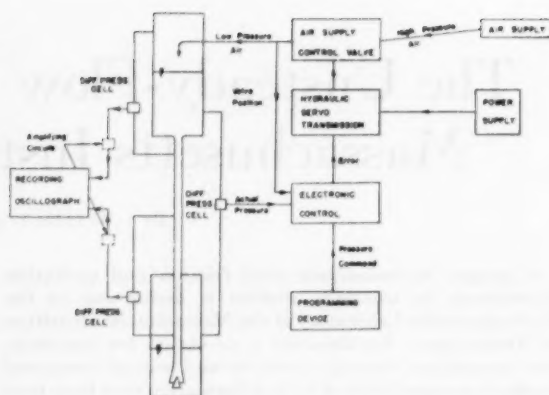 Low Pressure
Air
AIR SUPPLY
CONTROL VALVE
High Pressure
Air
AIR SUPPLY
DIFF PRESS
CELL
Valve
Position
HYDRAULIC
SERVO
TRANSMISSION
POWER
SUPPLY
Amplifying
Circuits
Error
RECORDING
OSCILLOGRAPH
DIFF
PRESS
CELL
Actual
Pressure
ELECTRONIC
CONTROL
Pressure
Command
DIFF. PRESS
CELL
PROGRAMMING
DEVICE